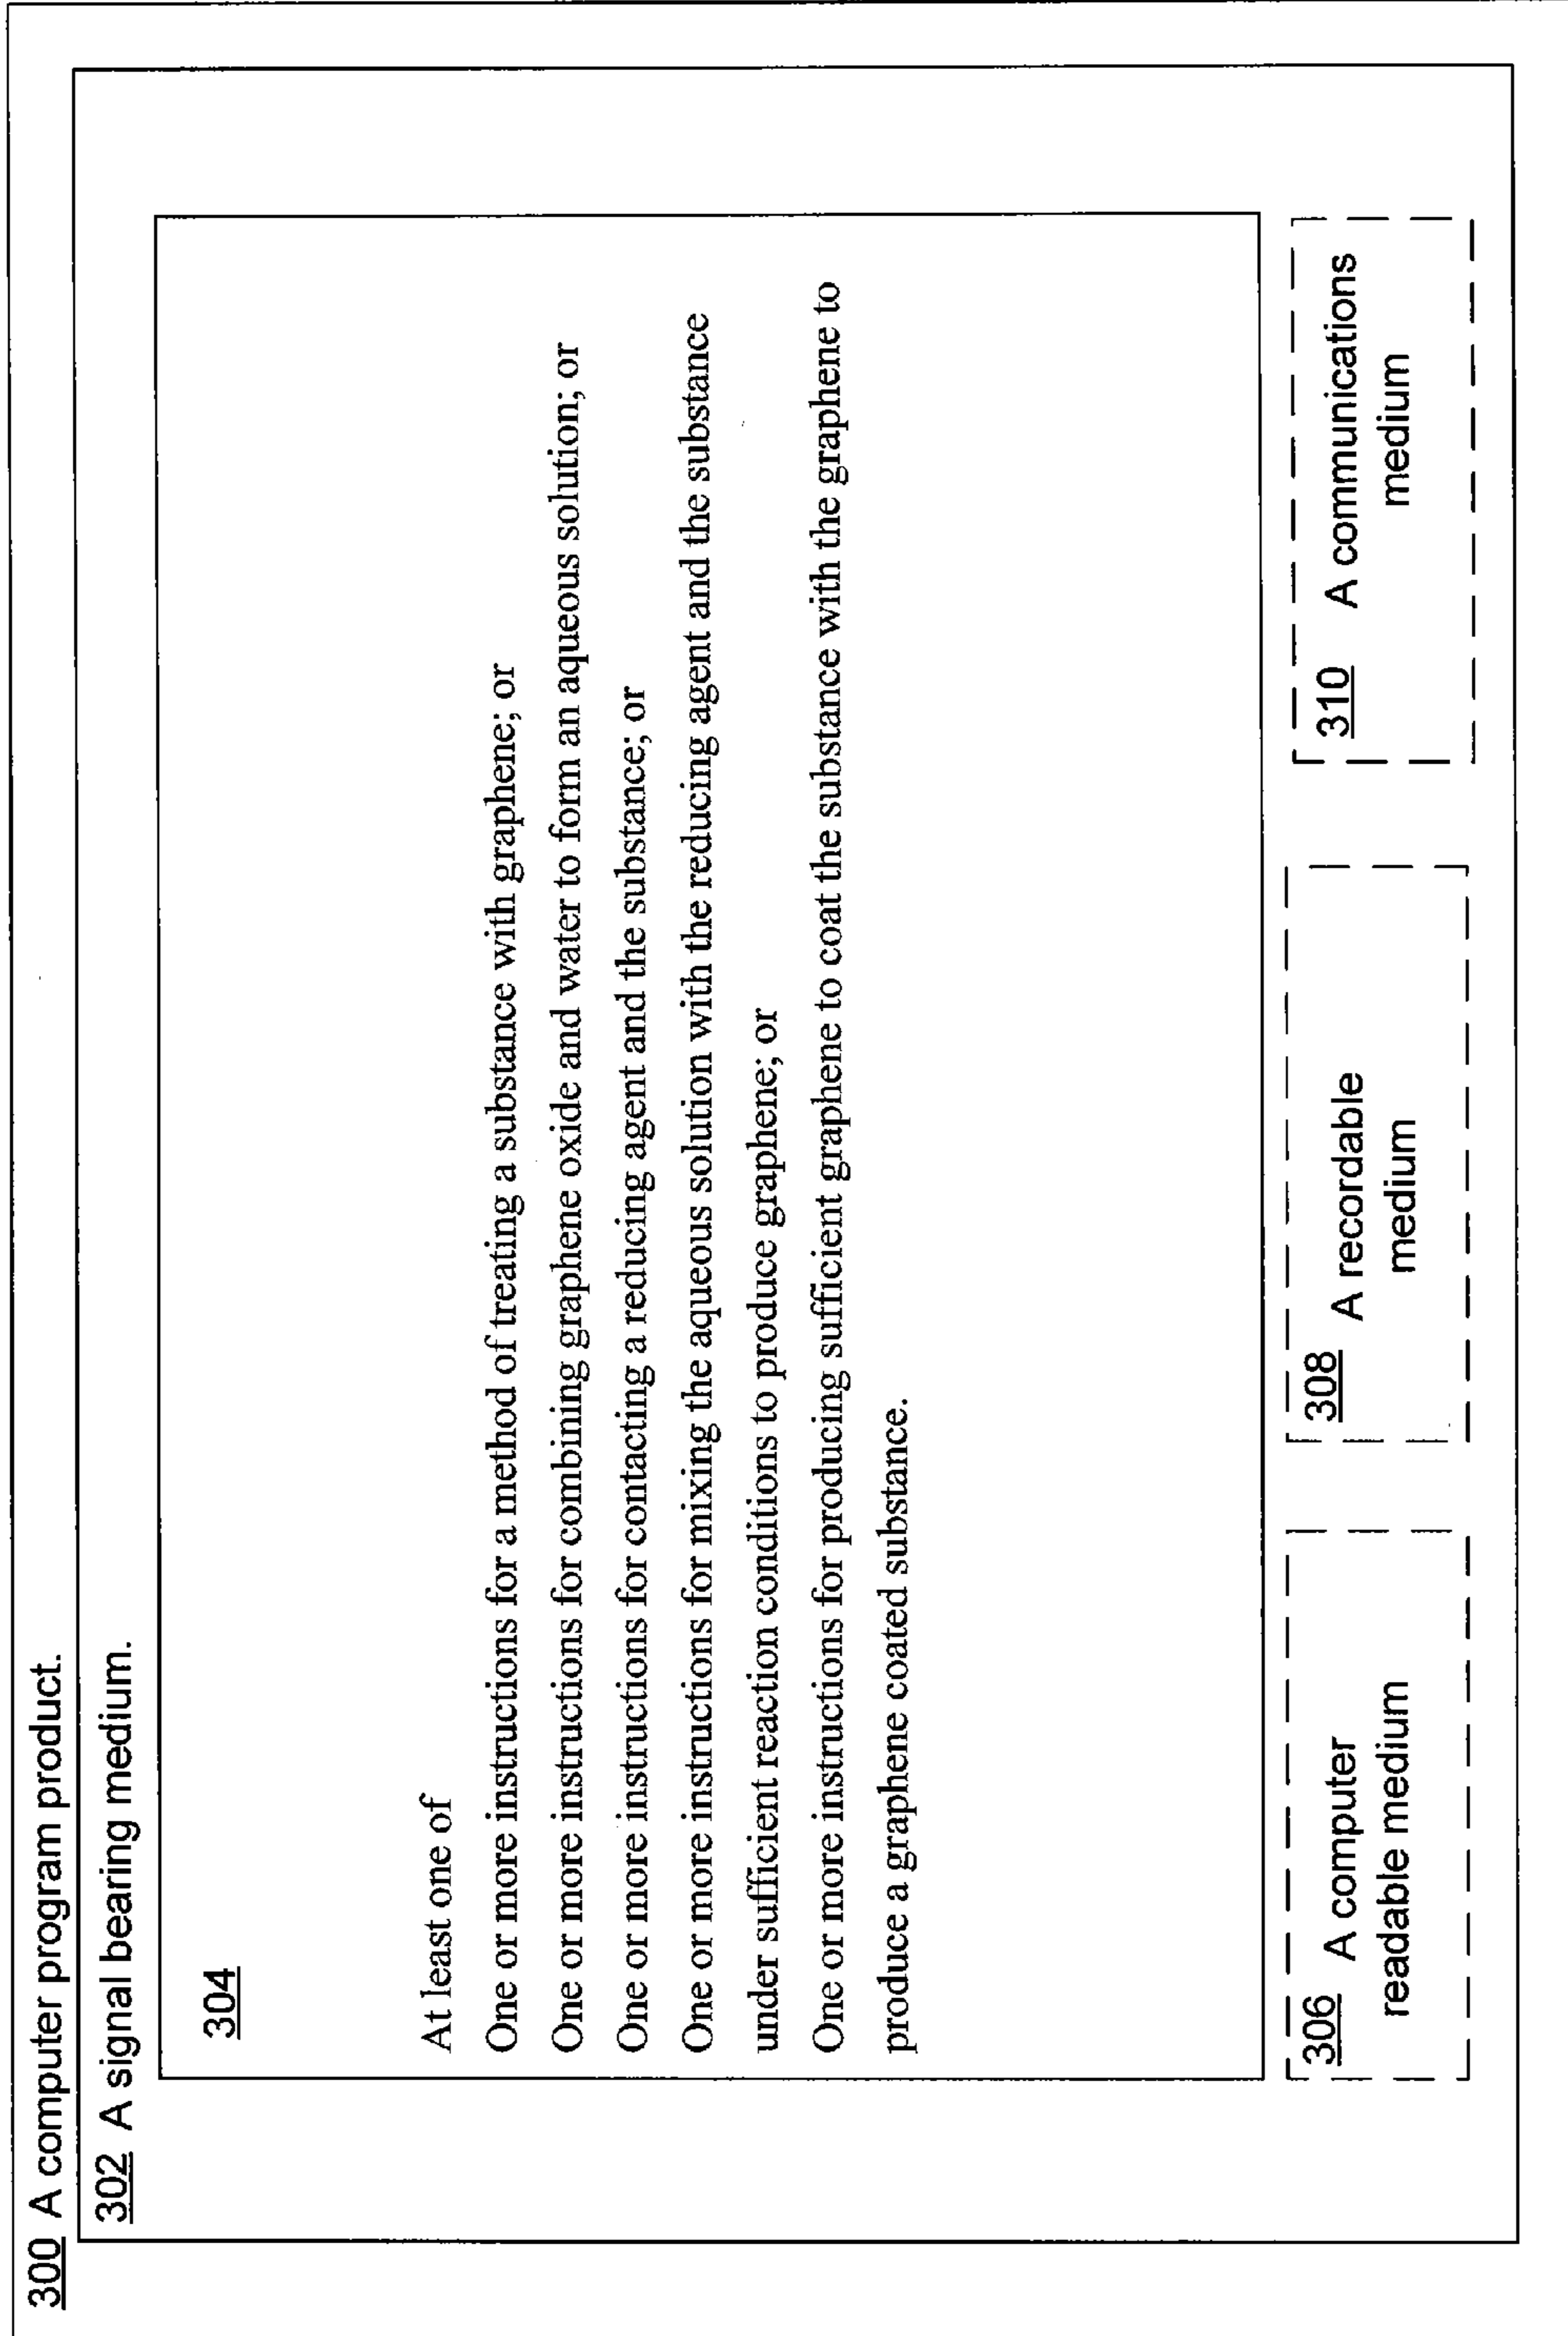 300 A computer program product.
302 A signal bearing medium.
304
At least one of
One or more instructions for a method of treating a substance with graphene; or
One or more instructions for combining graphene oxide and water to form an aqueous solution; or
One or more instructions for contacting a reducing agent and the substance; or
One or more instructions for mixing the aqueous solution with the reducing agent and the substance
under sufficient reaction conditions to produce graphene; or
One or more instructions for producing sufficient graphene to coat the substance with the graphene to
produce a graphene coated substance.
306 A computer
readable medium
308 A recordable
medium
310 A communications
medium